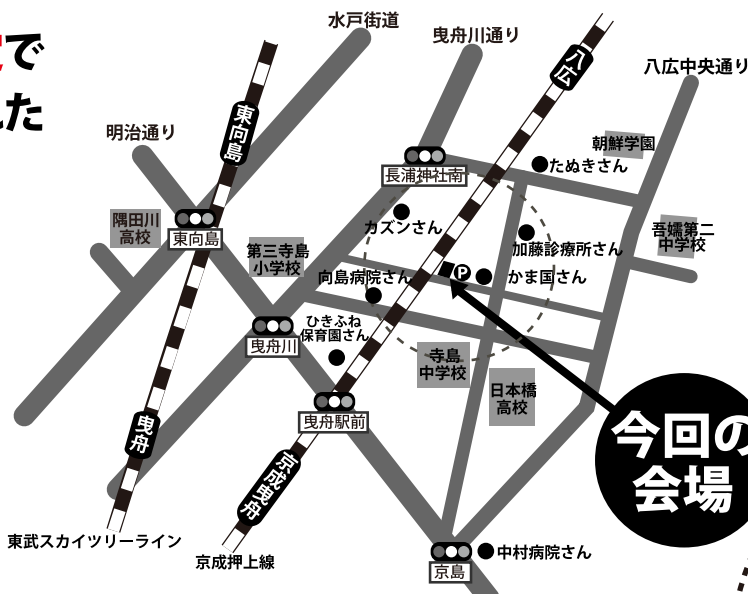 で
た
水戸街道
曳舟川通り
八広
八広中央通り
東向島
明治通り
朝鮮学園
たぬきさん
長浦神社南
隅田川
高校
東向島
カズンさん
吾嬬第二
中学校
第三寺島
小学校
加藤診療所さん
向島病院さん
P
かま国さん
ひきふね
保育園さん
曳舟川
寺島
中学校
日本橋
高校
曳舟駅前
今回の
会場
曳舟
京成曳舟
東武スカイツリーライン
京成押上線
中村病院さん
京島